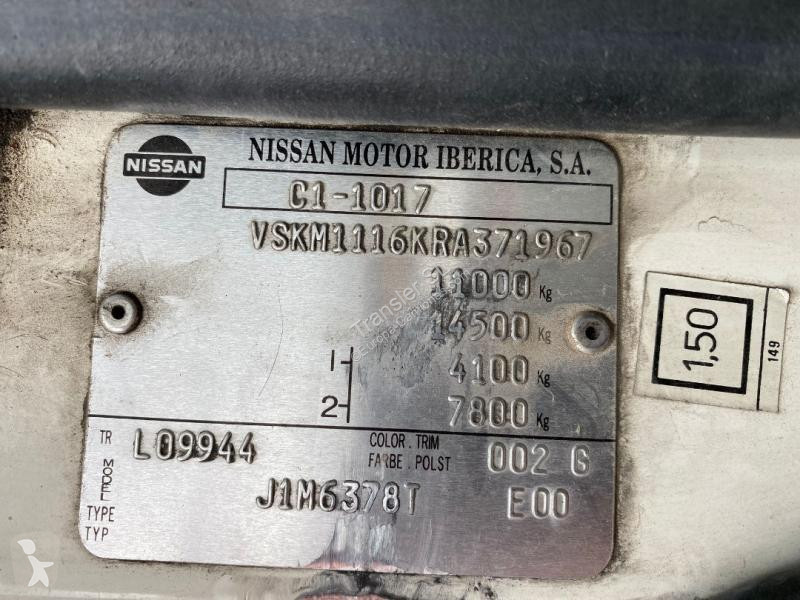 NISSAN
NISSAN MOTOR IBERICA, S.A.
C1-1017
VSKM1116KRA371967
11000 Kg
14500 Kg
1- 4100 Kg
2- 7800 Kg
TR L09944 COLOR . TRIM 002 G
FARBE . POLST
MODEL J1M6378T E00
TYPE
TYP
1,50
149